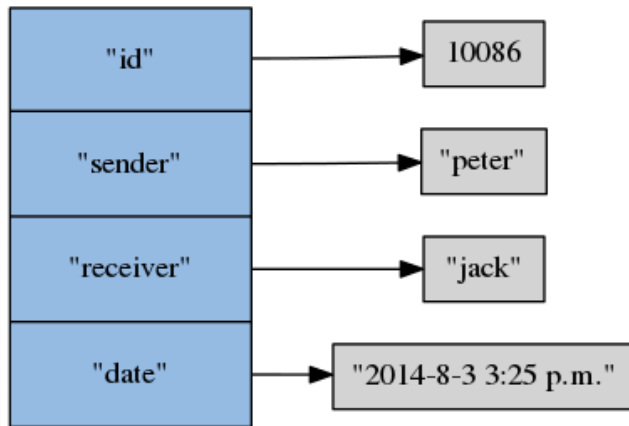 "id" 10086
"sender" "peter"
"receiver" "jack"
"date" "2014-8-3 3:25 p.m."